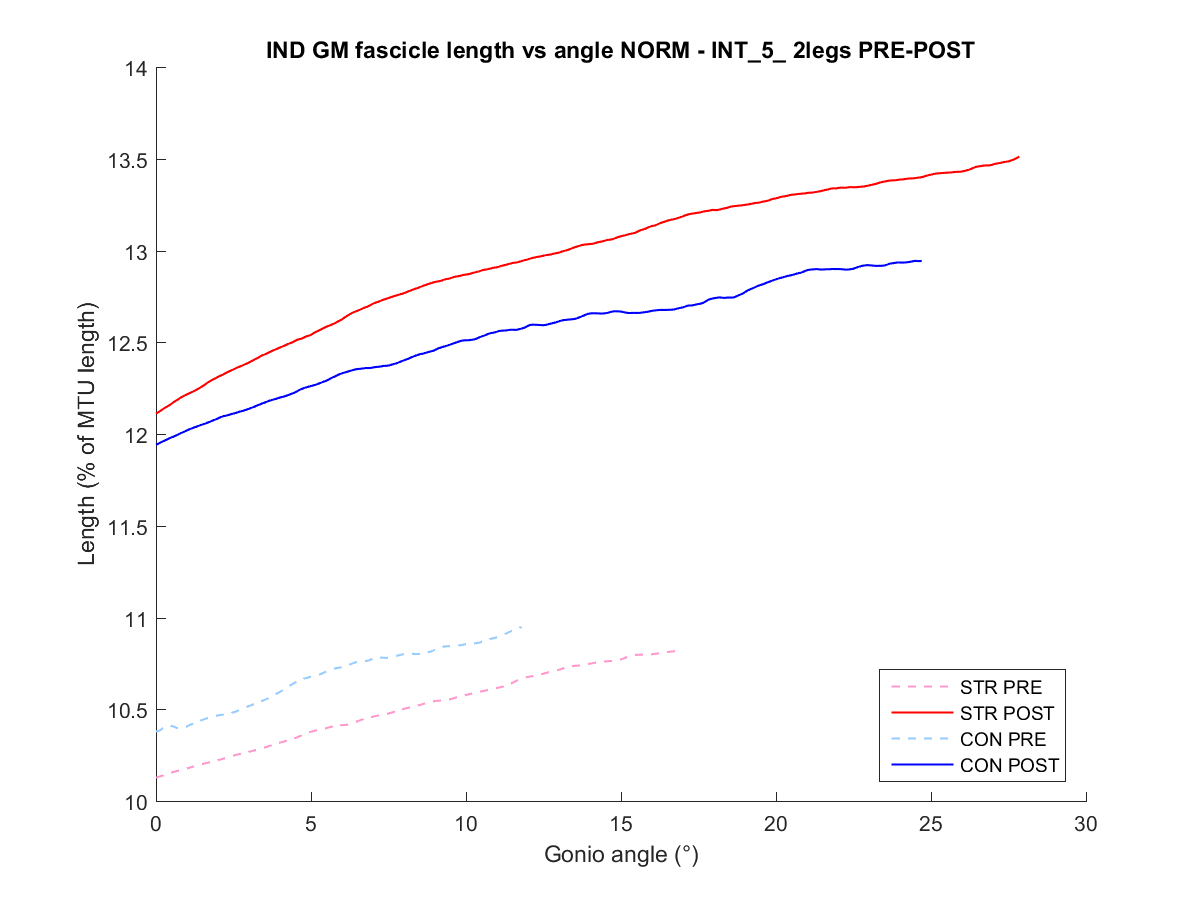 IND GM fascicle length vs angle NORM - INT_5_ 2legs PRE-POST
14
13.5
13
12.5
12
11.5
11
10.5
10
Length (% of MTU length)
0 5 10 15 20 25 30
Gonio angle (°)
STR PRE
STR POST
CON PRE
CON POST